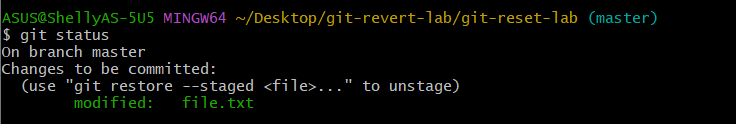 ASUS@ShellyAS-5U5 MINGW64 ~/Desktop/git-revert-lab/git-reset-lab (master)
$ git status
On branch master
Changes to be committed:
  (use "git restore --staged <file>..." to unstage)
        modified:   file.txt